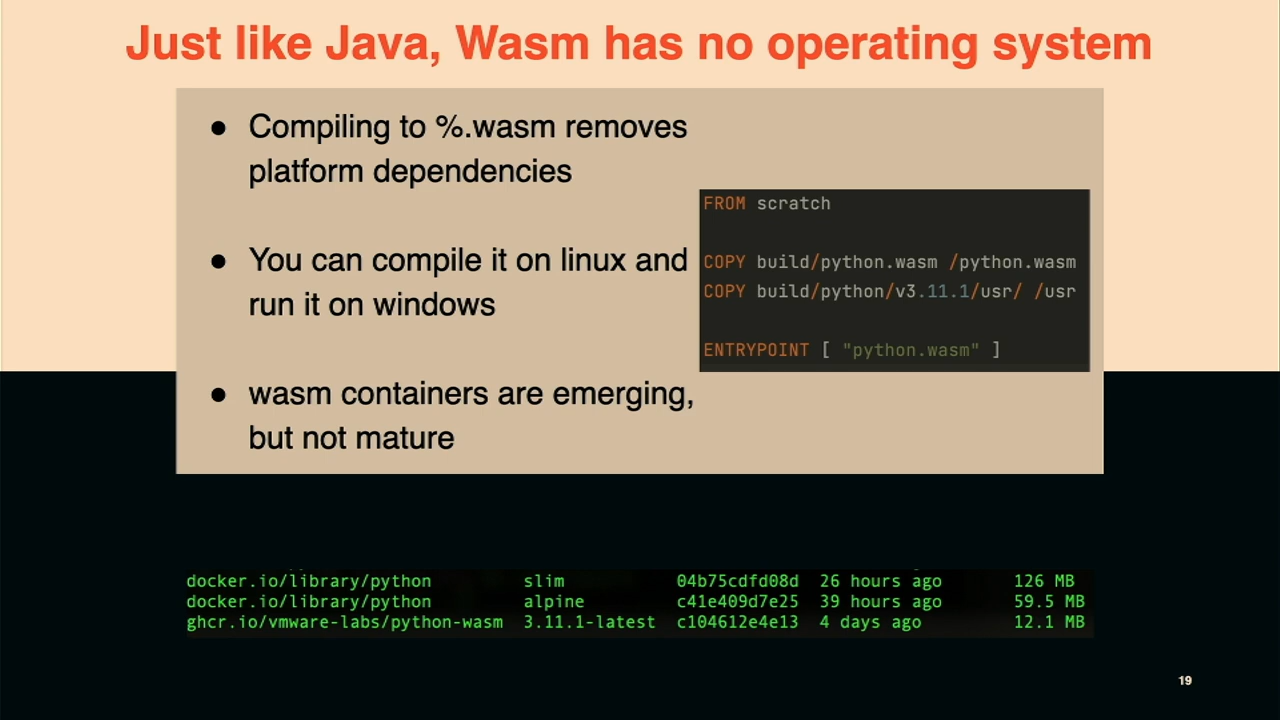 Just like Java, Wasm has no operating system
● Compiling to %.wasm removes
platform dependencies
● You can compile it on linux and
run it on windows
● wasm containers are emerging,
but not mature
FROM scratch
COPY build/python.wasm /python.wasm
COPY build/python/v3.11.1/usr/ /usr
ENTRYPOINT [ "python.wasm" ]
docker.io/library/python slim 04b75cdfd08d 26 hours ago 126 MB
docker.io/library/python alpine c41e409d7e25 39 hours ago 59.5 MB
ghcr.io/vmware-labs/python-wasm 3.11.1-latest c104612e4e13 4 days ago 12.1 MB
19